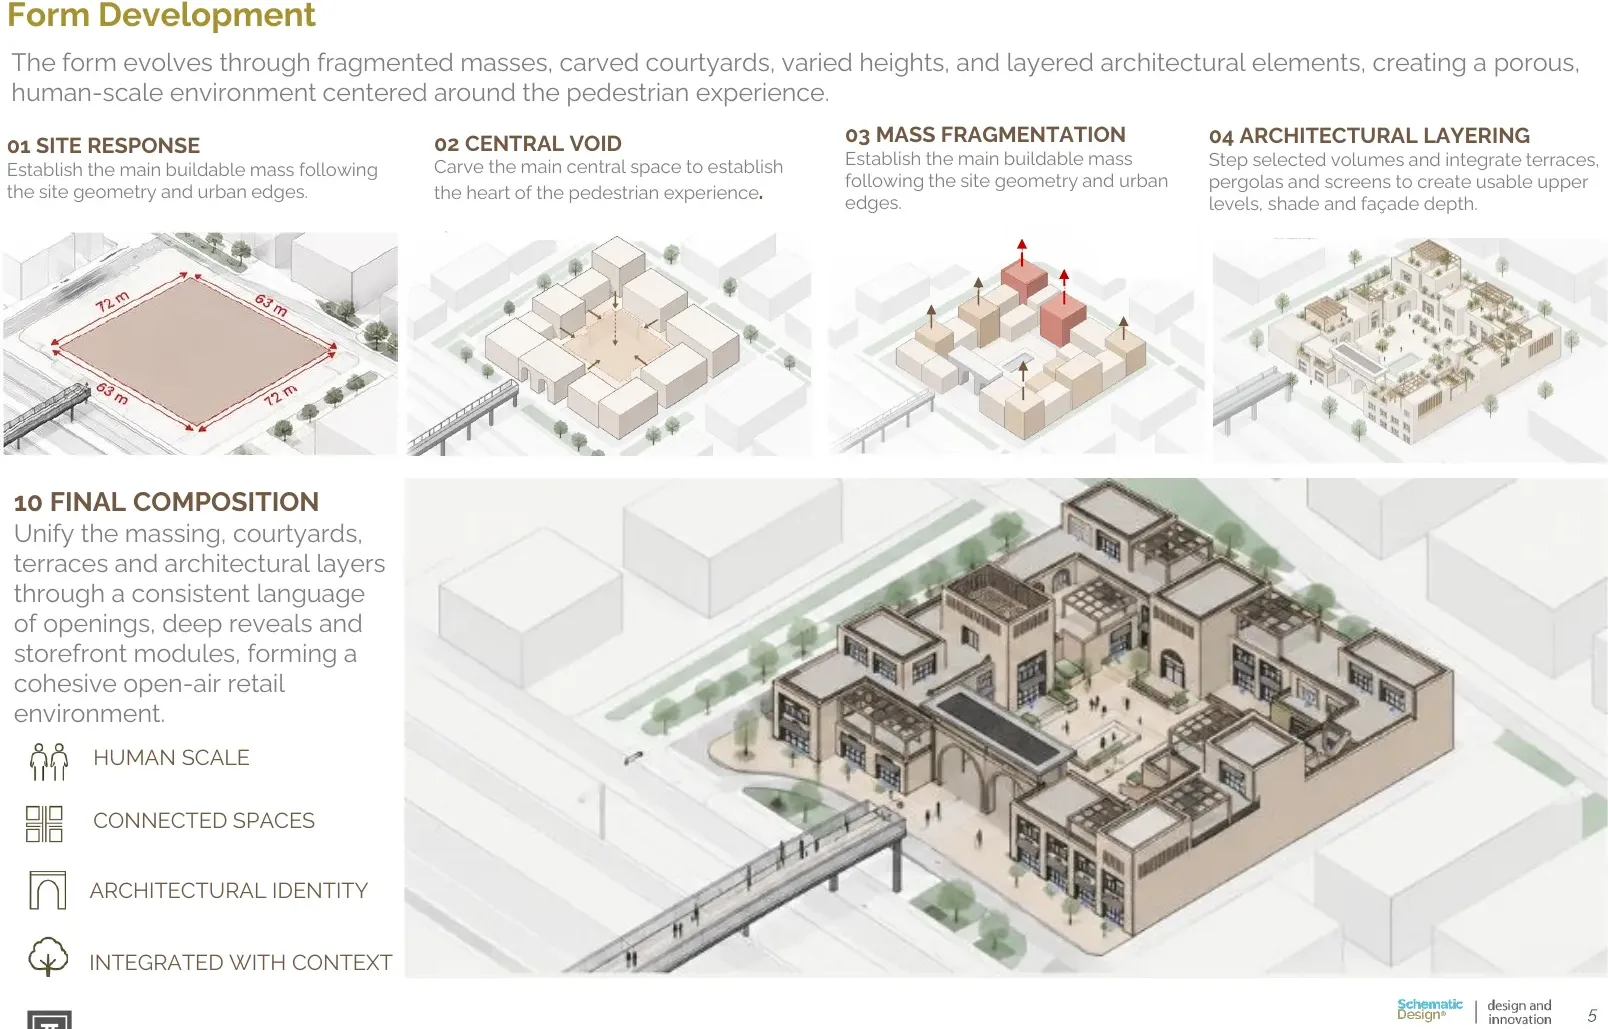 Form Development
The form evolves through fragmented masses, carved courtyards, varied heights, and layered architectural elements, creating a porous,
human-scale environment centered around the pedestrian experience.
01 SITE RESPONSE
Establish the main buildable mass following
the site geometry and urban edges.
02 CENTRAL VOID
Carve the main central space to establish
the heart of the pedestrian experience.
03 MASS FRAGMENTATION
Establish the main buildable mass
following the site geometry and urban
edges.
04 ARCHITECTURAL LAYERING
Step selected volumes and integrate terraces,
pergolas and screens to create usable upper
levels, shade and façade depth.
72 m
63 m
63 m
72 m
10 FINAL COMPOSITION
Unify the massing, courtyards,
terraces and architectural layers
through a consistent language
of openings, deep reveals and
storefront modules, forming a
cohesive open-air retail
environment.
HUMAN SCALE
CONNECTED SPACES
ARCHITECTURAL IDENTITY
INTEGRATED WITH CONTEXT
Schematic
Design®
design and
innovation
5